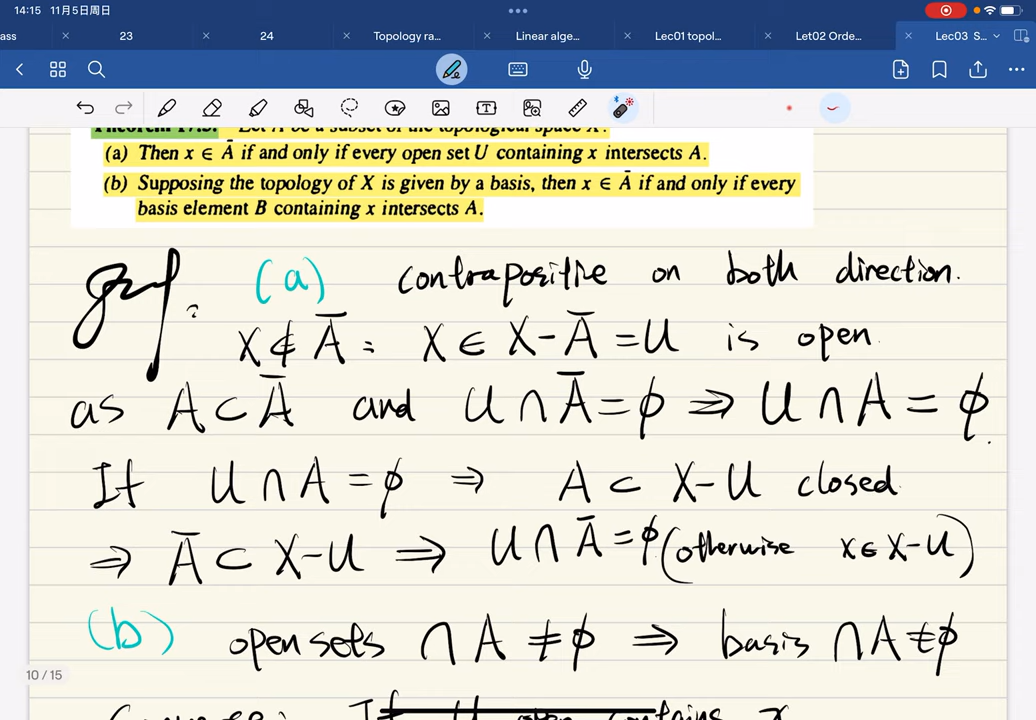 14:15 11月5日周日
ass 23 24 Topology ra... Linear alge... Lec01 topol... Let02 Orde... Lec03 S...
(a) Then x ∈ Ā if and only if every open set U containing x intersects A.
(b) Supposing the topology of X is given by a basis, then x ∈ Ā if and only if every
basis element B containing x intersects A.
(a) contrapositive on both direction.
x ∉ Ā : x ∈ X - Ā = U is open.
as A ⊂ Ā and U ∩ Ā = ϕ ⇒ U ∩ A = ϕ.
If U ∩ A = ϕ ⇒ A ⊂ X - U closed.
⇒ Ā ⊂ X - U ⇒ U ∩ Ā = ϕ (otherwise x ∈ X - U)
(b) open sets ∩ A ≠ ϕ ⇒ basis ∩ A ≠ ϕ
10 / 15
If U open contains x